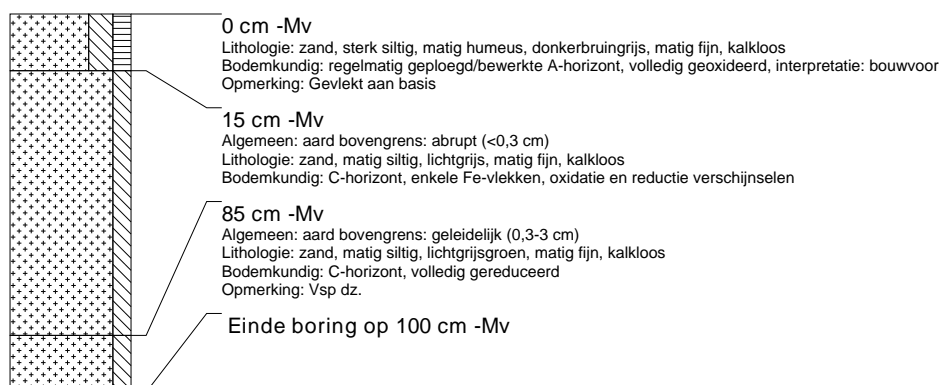 0 cm -Mv
Lithologie: zand, sterk siltig, matig humeus, donkerbruingrijs, matig fijn, kalkloos
Bodemkundig: regelmatig geploegd/bewerkte A-horizont, volledig geoxideerd, interpretatie: bouwvoor
Opmerking: Gevlekt aan basis
15 cm -Mv
Algemeen: aard bovengrens: abrupt (<0,3 cm)
Lithologie: zand, matig siltig, lichtgrijs, matig fijn, kalkloos
Bodemkundig: C-horizont, enkele Fe-vlekken, oxidatie en reductie verschijnselen
85 cm -Mv
Algemeen: aard bovengrens: geleidelijk (0,3-3 cm)
Lithologie: zand, matig siltig, lichtgrijsgroen, matig fijn, kalkloos
Bodemkundig: C-horizont, volledig gereduceerd
Opmerking: Vsp dz.
Einde boring op 100 cm -Mv